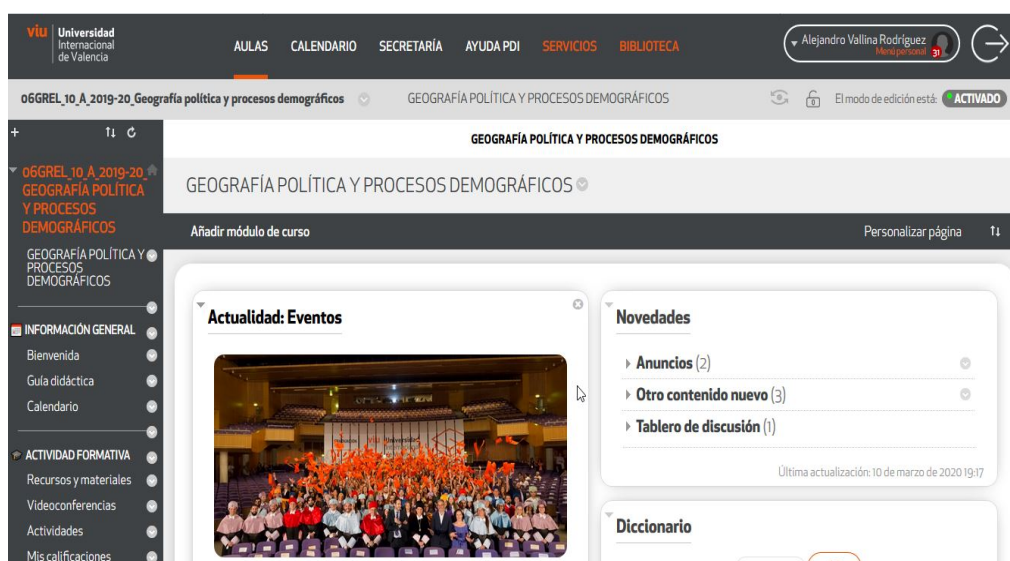 viu Universidad
Internacional
de Valencia
AULAS CALENDARIO SECRETARÍA AYUDA PDI SERVICIOS BIBLIOTECA
Alejandro Vallina Rodríguez
Menú personal 31
06GREL_10_A_2019-20_Geografía política y procesos demográficos GEOGRAFÍA POLÍTICA Y PROCESOS DEMOGRÁFICOS El modo de edición está: ACTIVADO
GEOGRAFÍA POLÍTICA Y PROCESOS DEMOGRÁFICOS
06GREL_10_A_2019-20_
GEOGRAFÍA POLÍTICA
Y PROCESOS
DEMOGRÁFICOS
GEOGRAFÍA POLÍTICA Y
PROCESOS
DEMOGRÁFICOS
INFORMACIÓN GENERAL
Bienvenida
Guía didáctica
Calendario
ACTIVIDAD FORMATIVA
Recursos y materiales
Videoconferencias
Actividades
Mis calificaciones
GEOGRAFÍA POLÍTICA Y PROCESOS DEMOGRÁFICOS
Añadir módulo de curso Personalizar página
Actualidad: Eventos
viu Universidad
Novedades
Anuncios (2)
Otro contenido nuevo (3)
Tablero de discusión (1)
Última actualización: 10 de marzo de 2020 19:17
Diccionario